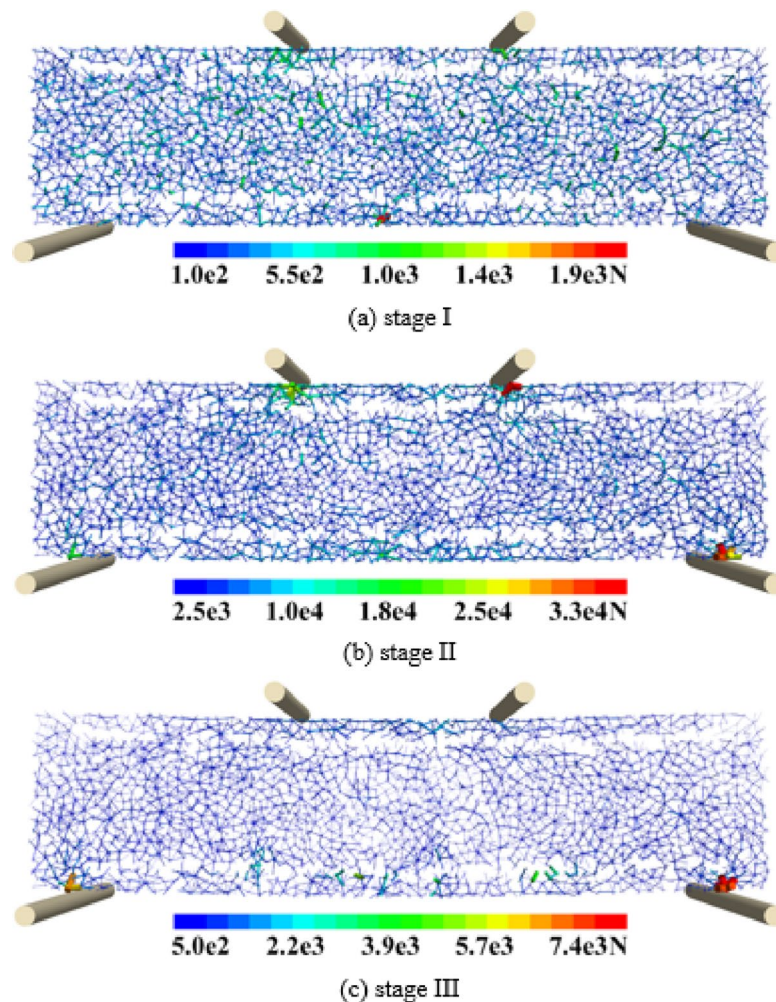 1.0e2 5.5e2 1.0e3 1.4e3 1.9e3N
(a) stage I
2.5e3 1.0e4 1.8e4 2.5e4 3.3e4N
(b) stage II
5.0e2 2.2e3 3.9e3 5.7e3 7.4e3N
(c) stage III